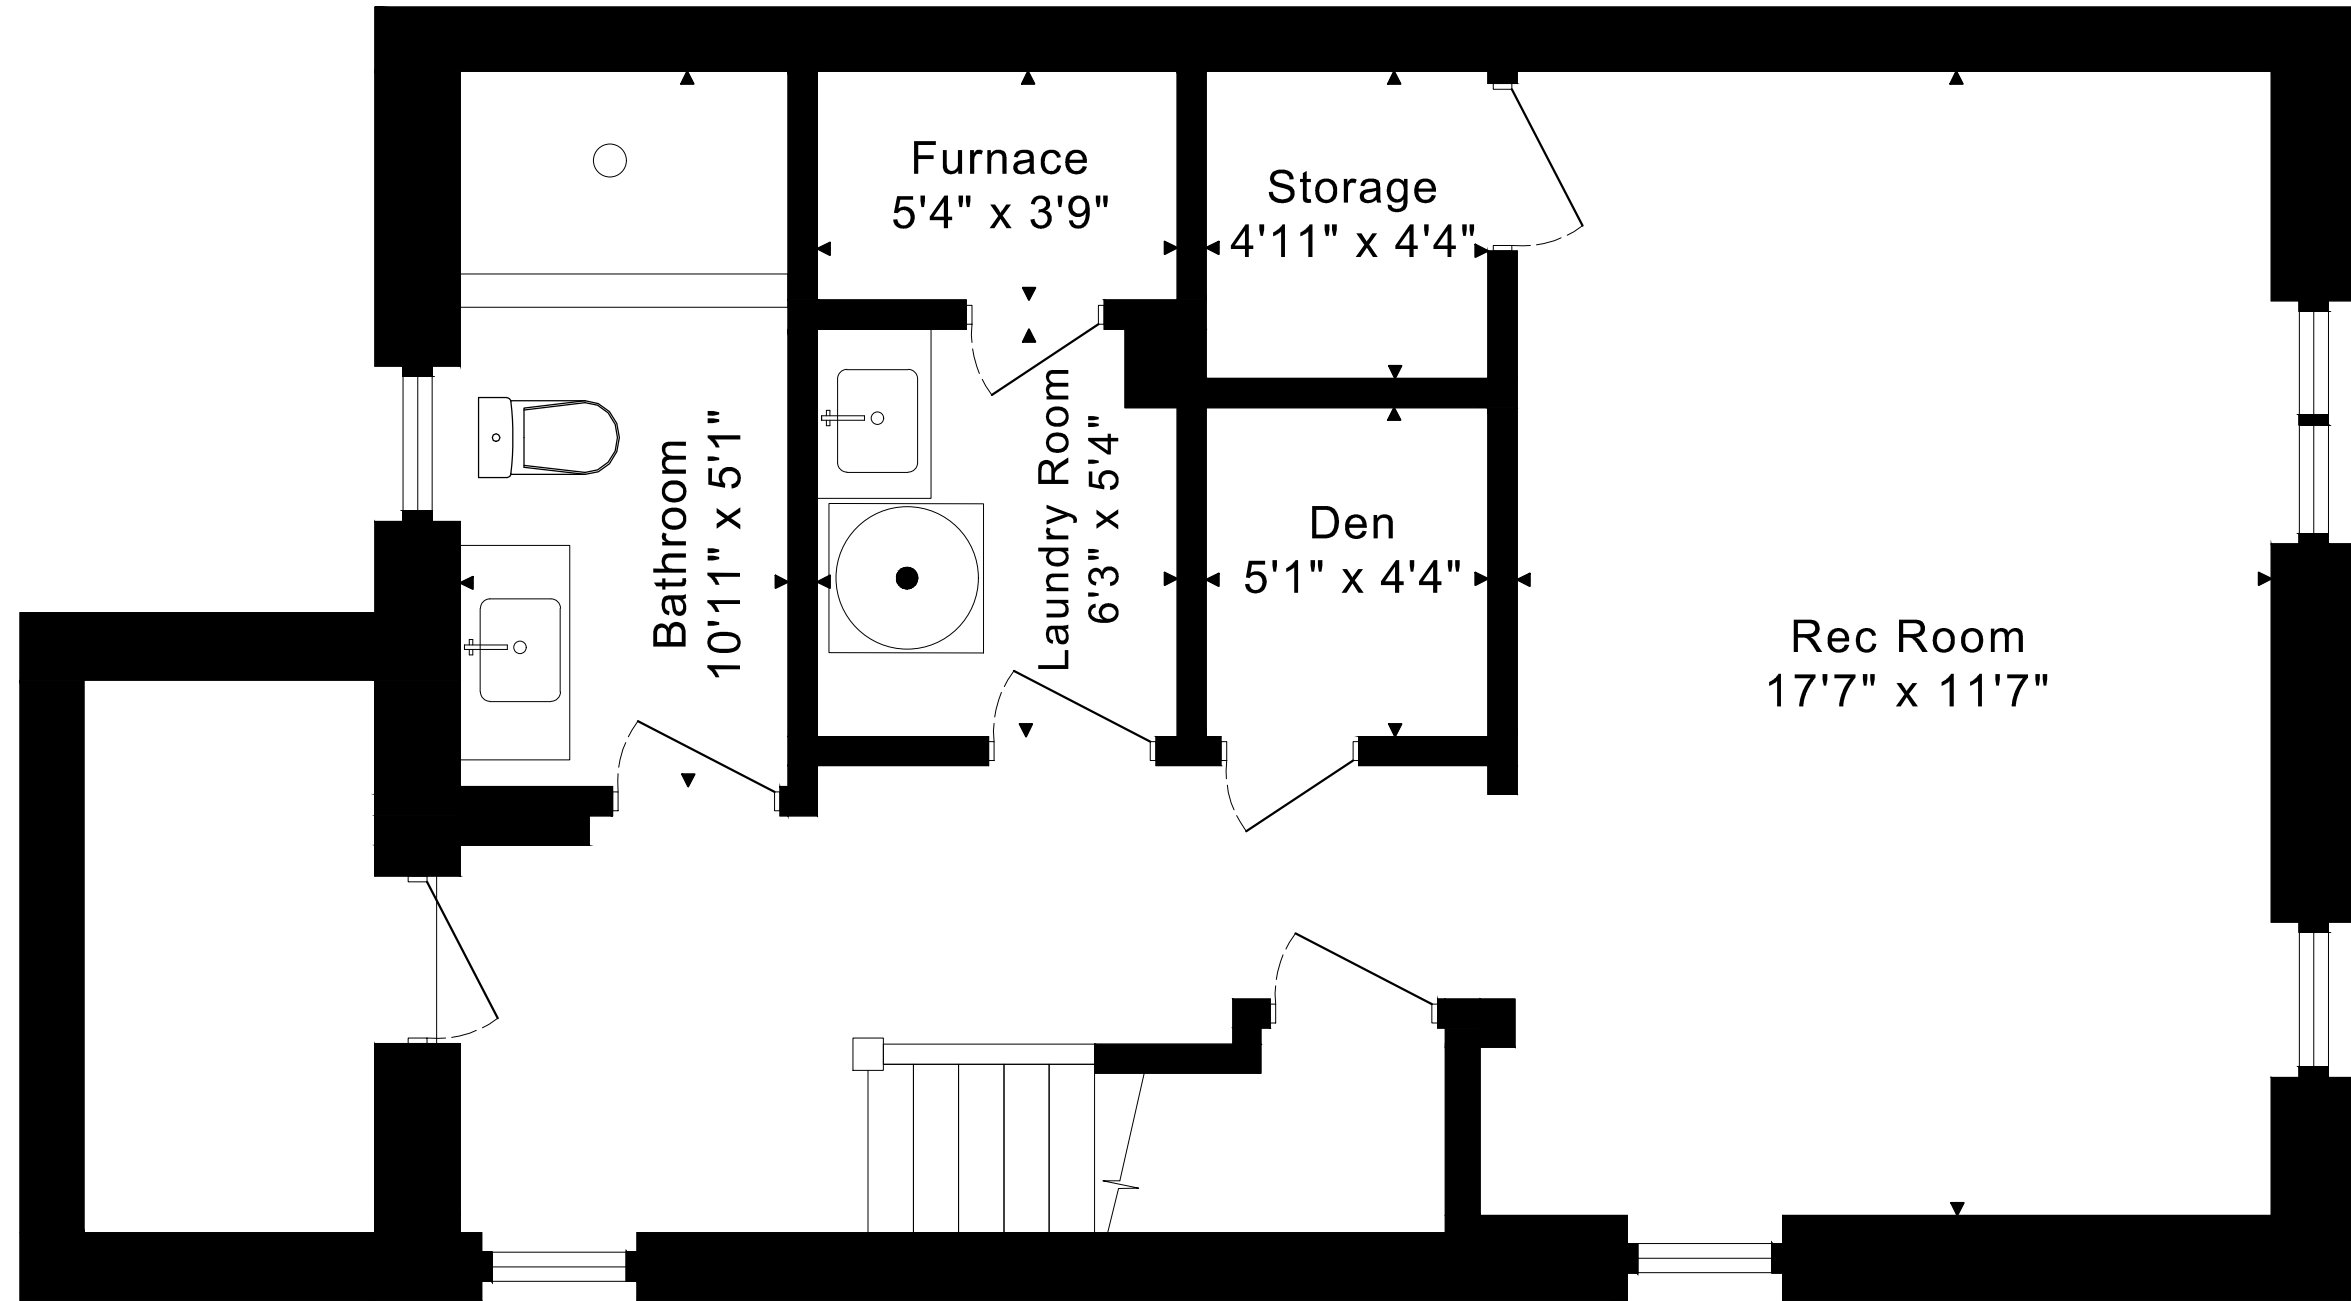 Furnace
5'4" x 3'9"
Storage
4'11" x 4'4"
Bathroom
10'11" x 5'1"
Laundry Room
6'3" x 5'4"
Den
5'1" x 4'4"
Rec Room
17'7" x 11'7"